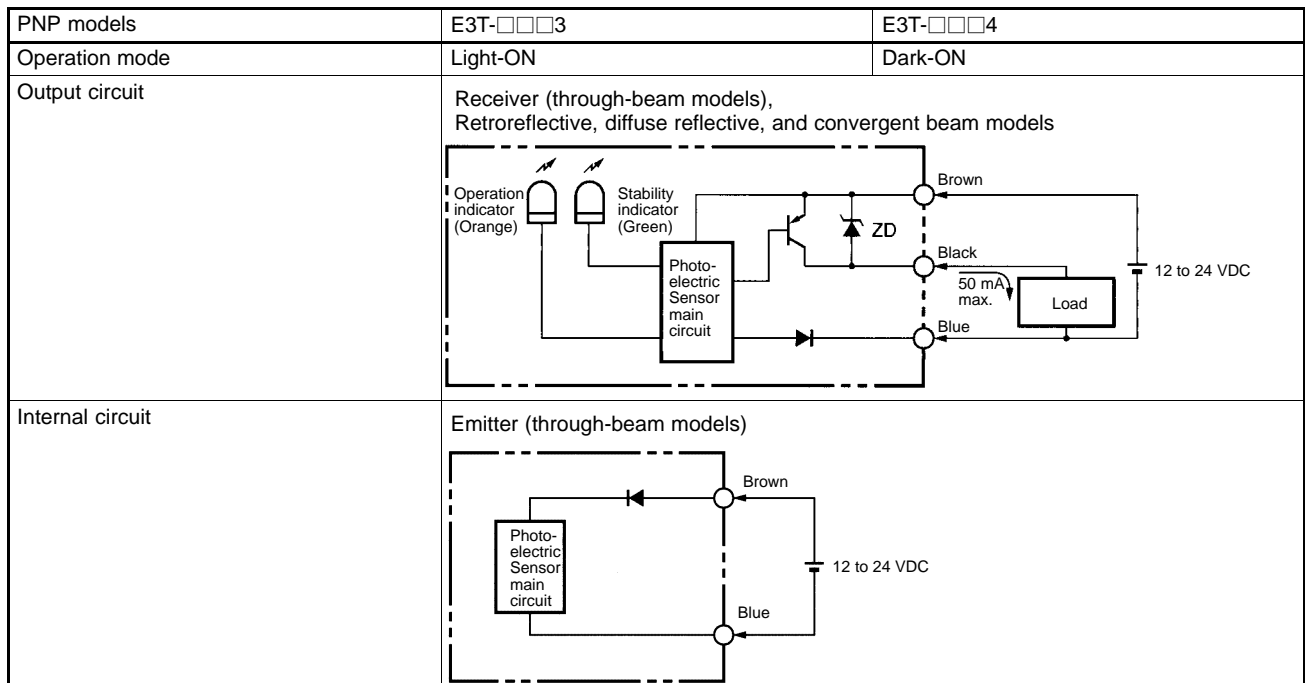 PNP models E3T-□□□3 E3T-□□□4
Operation mode Light-ON Dark-ON
Output circuit
Receiver (through-beam models),
Retroreflective, diffuse reflective, and convergent beam models
Operation
indicator
(Orange)
Stability
indicator
(Green)
Photo-
electric
Sensor
main
circuit
ZD
Brown
Black
50 mA
max.
Load
Blue
12 to 24 VDC
Internal circuit
Emitter (through-beam models)
Photo-
electric
Sensor
main
circuit
Brown
12 to 24 VDC
Blue